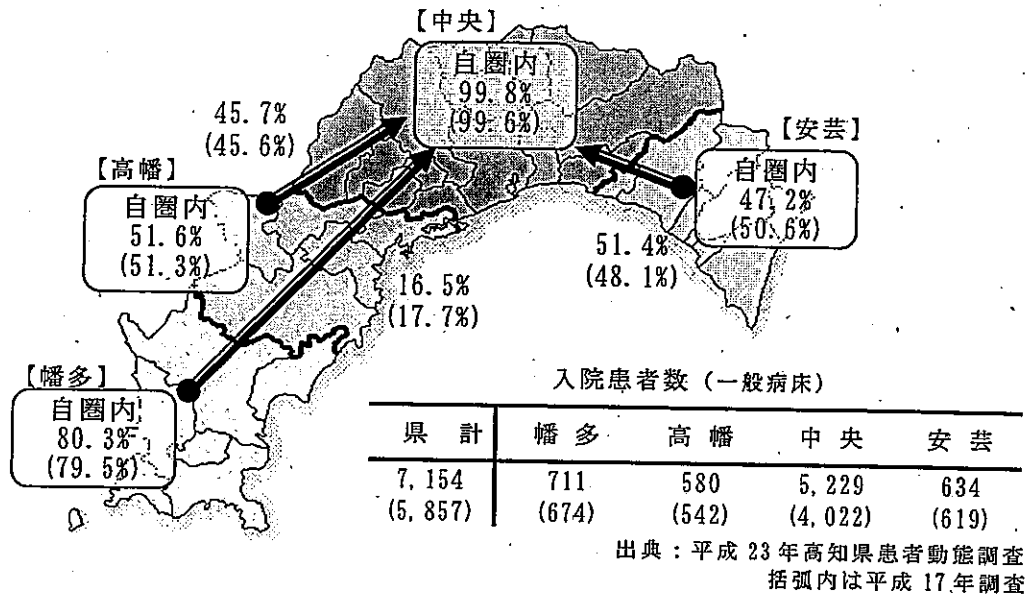 【中央】
自圏内
99.8%
(99.6%)
45.7%
(45.6%)
【安芸】
自圏内
47.2%
(50.6%)
【高幡】
自圏内
51.6%
(51.3%)
51.4%
(48.1%)
16.5%
(17.7%)
【幡多】
自圏内
80.3%
(79.5%)
入院患者数（一般病床）
県計 幡多 高幡 中央 安芸
7,154 711 580 5,229 634
(5,857) (674) (542) (4,022) (619)
出典：平成23年高知県患者動態調査
括弧内は平成17年調査